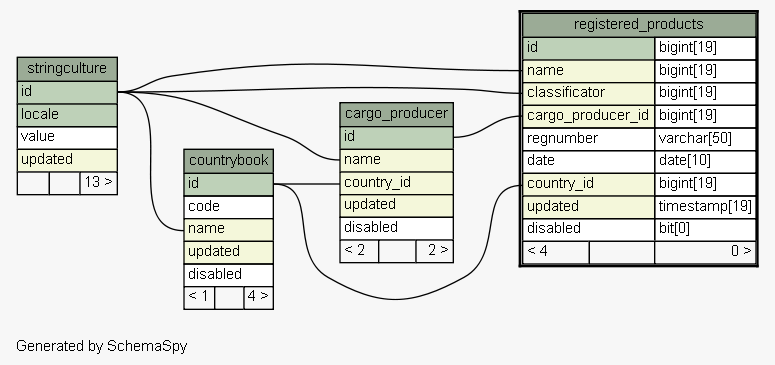 registered_products
id bigint[19]
name bigint[19]
classificator bigint[19]
cargo_producer_id bigint[19]
regnumber varchar[50]
date date[10]
country_id bigint[19]
updated timestamp[19]
disabled bit[0]
< 4 0 >
stringculture
id
locale
value
updated
13 >
cargo_producer
id
name
country_id
updated
disabled
< 2 2 >
countrybook
id
code
name
updated
disabled
< 1 4 >
Generated by SchemaSpy